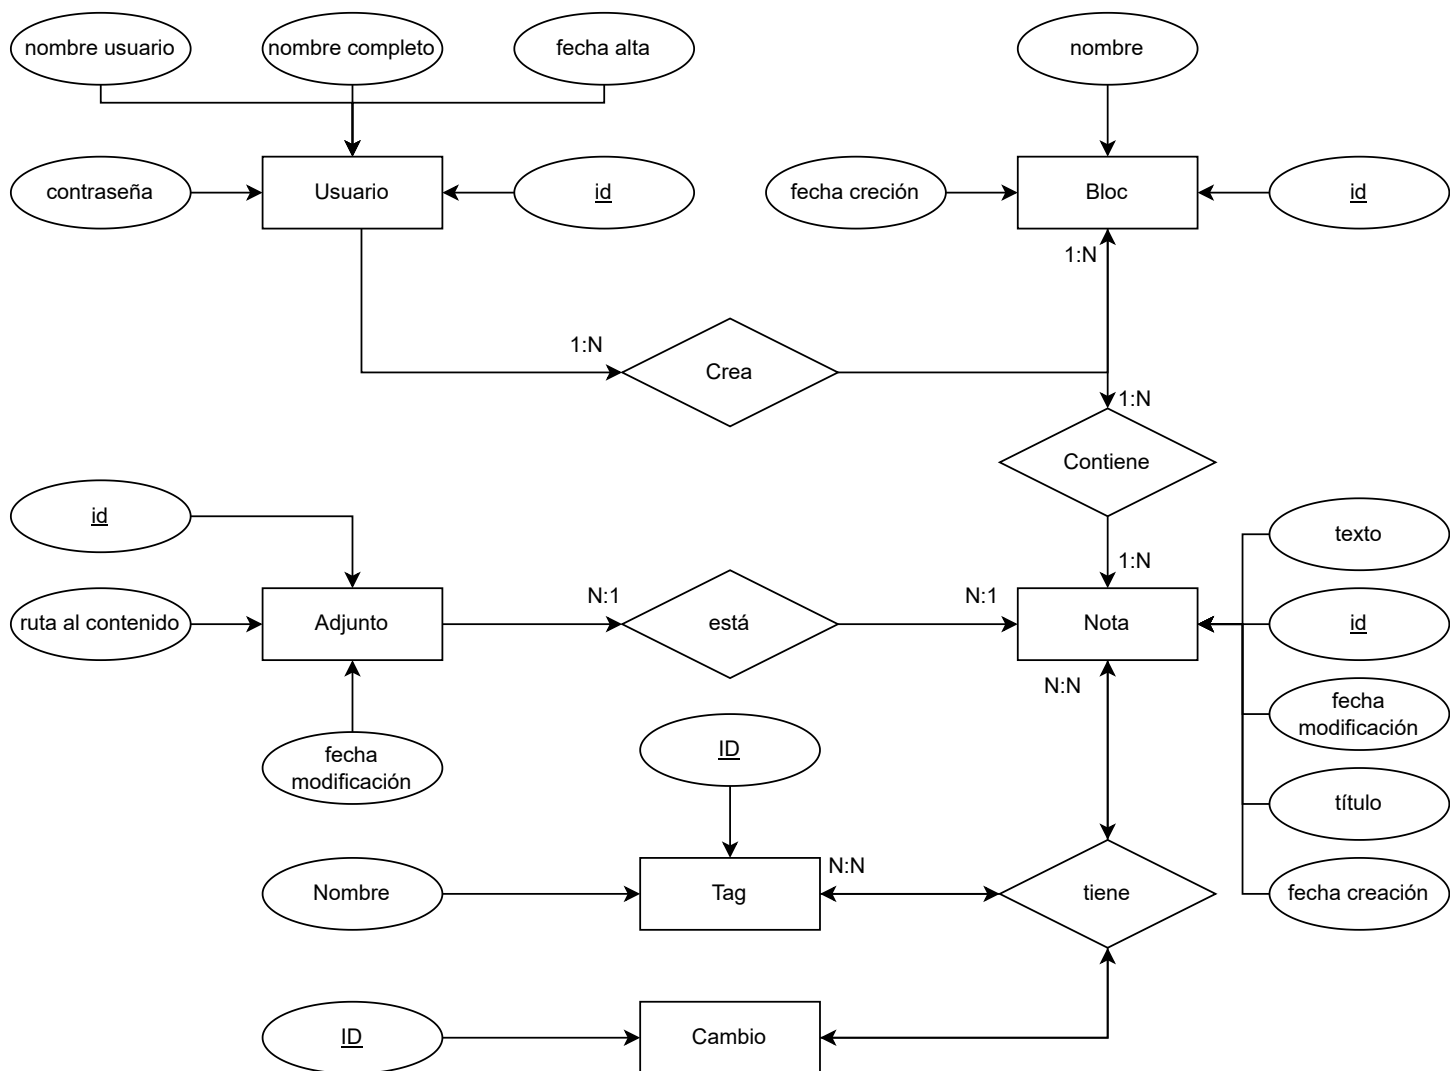 nombre usuario
nombre completo
fecha alta
nombre
contraseña
Usuario
id
fecha creción
Bloc
id
1:N
1:N
Crea
1:N
Contiene
id
texto
1:N
ruta al contenido
Adjunto
N:1
está
N:1
Nota
id
N:N
fecha
modificación
fecha
modificación
ID
título
Nombre
Tag
N:N
tiene
fecha creación
ID
Cambio